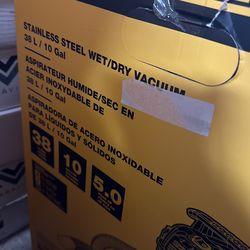 STAINLESS STEEL WET/DRY VACUUM
38 L / 10 Gal
ASPIRATEUR HUMIDE/SEC EN
ACIER INOXYDABLE DE
38 L / 10 Gal
ASPIRADORA DE ACERO INOXIDABLE
PARA LÍQUIDOS Y SÓLIDOS
DE 38 L / 10 Gal
38 10 5.0